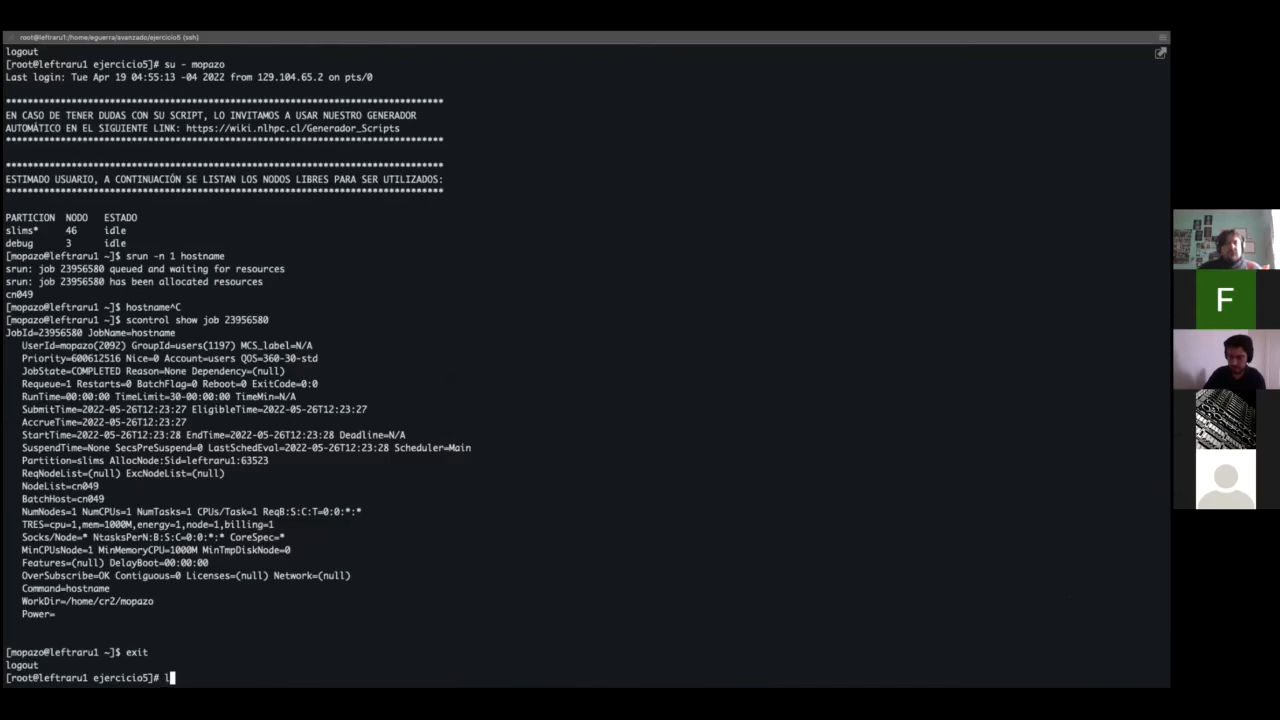 root@leftraru1:/home/eguerra/avanzado/ejercicio5 (ssh)
logout
[root@leftraru1 ejercicio5]# su - mopazo
Last login: Tue Apr 19 04:55:13 -04 2022 from 129.104.65.2 on pts/0
*********************************************************************************
EN CASO DE TENER DUDAS CON SU SCRIPT, LO INVITAMOS A USAR NUESTRO GENERADOR
AUTOMÁTICO EN EL SIGUIENTE LINK: https://wiki.nlhpc.cl/Generador_Scripts
*********************************************************************************
*********************************************************************************
ESTIMADO USUARIO, A CONTINUACIÓN SE LISTAN LOS NODOS LIBRES PARA SER UTILIZADOS:
*********************************************************************************
PARTICION NODO ESTADO
slims* 46 idle
debug 3 idle
[mopazo@leftraru1 ~]$ srun -n 1 hostname
srun: job 23956580 queued and waiting for resources
srun: job 23956580 has been allocated resources
cn049
[mopazo@leftraru1 ~]$ hostname^C
[mopazo@leftraru1 ~]$ scontrol show job 23956580
JobId=23956580 JobName=hostname
UserId=mopazo(2092) GroupId=users(1197) MCS_label=N/A
Priority=600612516 Nice=0 Account=users QOS=360-30-std
JobState=COMPLETED Reason=None Dependency=(null)
Requeue=1 Restarts=0 BatchFlag=0 Reboot=0 ExitCode=0:0
RunTime=00:00:00 TimeLimit=30-00:00:00 TimeMin=N/A
SubmitTime=2022-05-26T12:23:27 EligibleTime=2022-05-26T12:23:27
AccrueTime=2022-05-26T12:23:27
StartTime=2022-05-26T12:23:28 EndTime=2022-05-26T12:23:28 Deadline=N/A
SuspendTime=None SecsPreSuspend=0 LastSchedEval=2022-05-26T12:23:28 Scheduler=Main
Partition=slims AllocNode:Sid=leftraru1:63523
ReqNodeList=(null) ExcNodeList=(null)
NodeList=cn049
BatchHost=cn049
NumNodes=1 NumCPUs=1 NumTasks=1 CPUs/Task=1 ReqB:S:C:T=0:0:*:*
TRES=cpu=1,mem=1000M,energy=1,node=1,billing=1
Socks/Node=* NtasksPerN:B:S:C=0:0:*:* CoreSpec=*
MinCPUsNode=1 MinMemoryCPU=1000M MinTmpDiskNode=0
Features=(null) DelayBoot=00:00:00
OverSubscribe=OK Contiguous=0 Licenses=(null) Network=(null)
Command=hostname
WorkDir=/home/cr2/mopazo
Power=
[mopazo@leftraru1 ~]$ exit
logout
[root@leftraru1 ejercicio5]# l
F